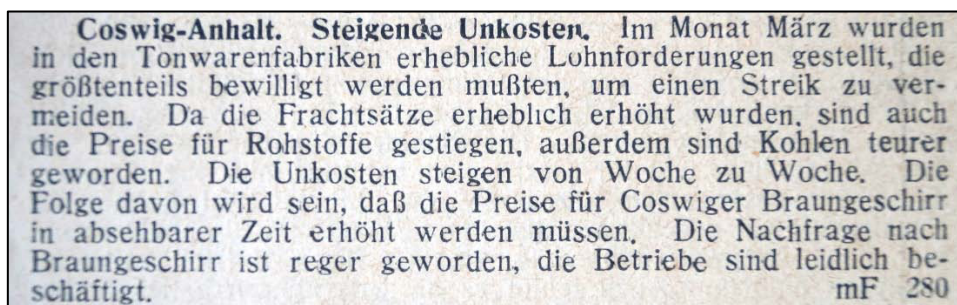 Coswig-Anhalt. Steigende Unkosten. Im Monat März wurden
in den Tonwarenfabriken erhebliche Lohnforderungen gestellt, die
größtenteils bewilligt werden mußten, um einen Streik zu ver-
meiden. Da die Frachtsätze erheblich erhöht wurden, sind auch
die Preise für Rohstoffe gestiegen, außerdem sind Kohlen teurer
geworden. Die Unkosten steigen von Woche zu Woche. Die
Folge davon wird sein, daß die Preise für Coswiger Braungeschirr
in absehbarer Zeit erhöht werden müssen. Die Nachfrage nach
Braungeschirr ist reger geworden, die Betriebe sind leidlich be-
schäftigt. mF 280